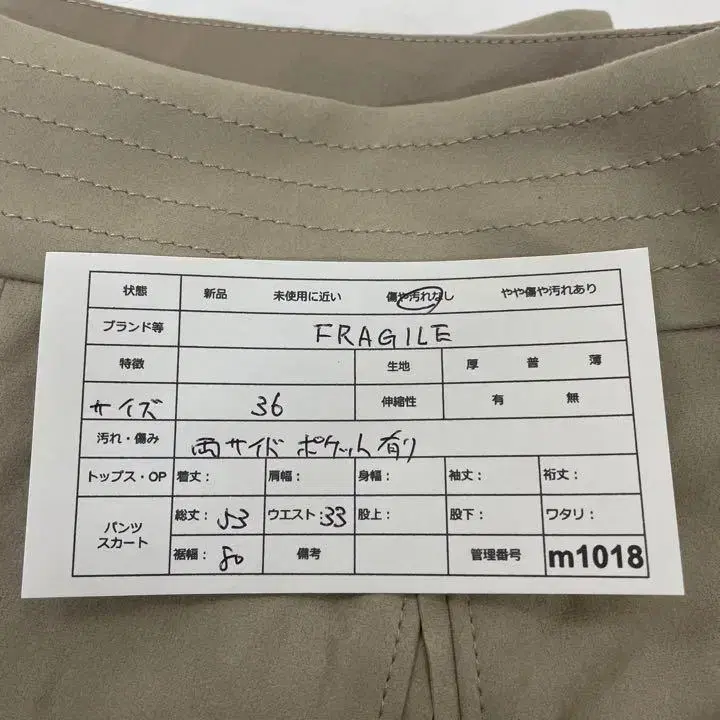 状態 新品 未使用に近い 傷や汚れなし やや傷や汚れあり
ブランド等 FRAGILE
特徴 生地 厚 普 薄
サイズ 36 伸縮性 有 無
汚れ・傷み 両サイドポケット有り
トップス・OP 着丈: 肩幅: 身幅: 袖丈: 裄丈:
パンツ スカート 総丈: 53 ウエスト: 33 股上: 股下: ワタリ:
裾幅: 80 備考 管理番号 m1018